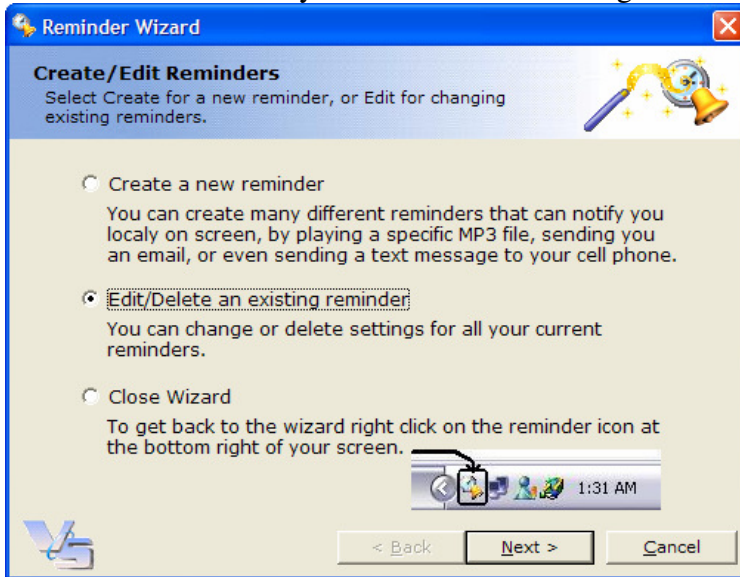 Reminder Wizard
Create/Edit Reminders
Select Create for a new reminder, or Edit for changing
existing reminders.
Create a new reminder
You can create many different reminders that can notify you
localy on screen, by playing a specific MP3 file, sending you
an email, or even sending a text message to your cell phone.
Edit/Delete an existing reminder
You can change or delete settings for all your current
reminders.
Close Wizard
To get back to the wizard right click on the reminder icon at
the bottom right of your screen.
1:31 AM
VS
< Back Next > Cancel